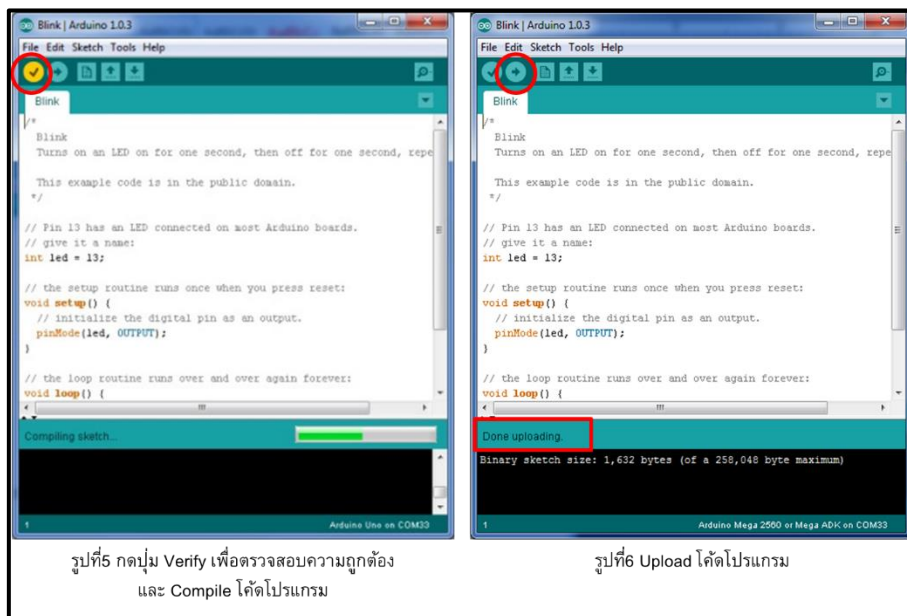 Blink | Arduino 1.0.3
File Edit Sketch Tools Help
Blink
/*
Blink
Turns on an LED on for one second, then off for one second, repe
This example code is in the public domain.
*/
// Pin 13 has an LED connected on most Arduino boards.
// give it a name:
int led = 13;
// the setup routine runs once when you press reset:
void setup() {
// initialize the digital pin as an output.
pinMode(led, OUTPUT);
}
// the loop routine runs over and over again forever:
void loop() {
Compiling sketch...
1
Arduino Uno on COM33
รูปที่5 กดปุ่ม Verify เพื่อตรวจสอบความถูกต้อง
และ Compile โค้ดโปรแกรม
Blink | Arduino 1.0.3
File Edit Sketch Tools Help
Blink
/*
Blink
Turns on an LED on for one second, then off for one second, repe
This example code is in the public domain.
*/
// Pin 13 has an LED connected on most Arduino boards.
// give it a name:
int led = 13;
// the setup routine runs once when you press reset:
void setup() {
// initialize the digital pin as an output.
pinMode(led, OUTPUT);
}
// the loop routine runs over and over again forever:
void loop() {
Done uploading.
Binary sketch size: 1,632 bytes (of a 258,048 byte maximum)
1
Arduino Mega 2560 or Mega ADK on COM33
รูปที่6 Upload โค้ดโปรแกรม